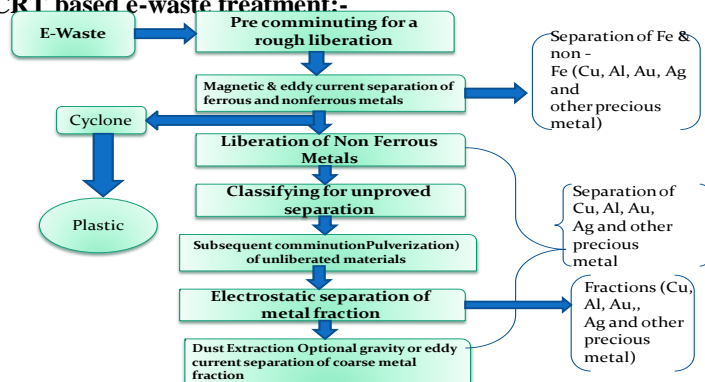 CRT based e-waste treatment:-
E-Waste
Pre comminuting for a
rough liberation
Separation of Fe &
non -
Fe (Cu, Al, Au, Ag
and
other precious
metal)
Magnetic & eddy current separation of
ferrous and nonferrous metals
Cyclone
Liberation of Non Ferrous
Metals
Plastic
Classifying for unproved
separation
Separation of
Cu, Al, Au,
Ag and other
precious
metal
Subsequent comminutionPulverization)
of unliberated materials
Electrostatic separation of
metal fraction
Fractions (Cu,
Al, Au,,
Ag and other
precious
metal)
Dust Extraction Optional gravity or eddy
current separation of coarse metal
fraction